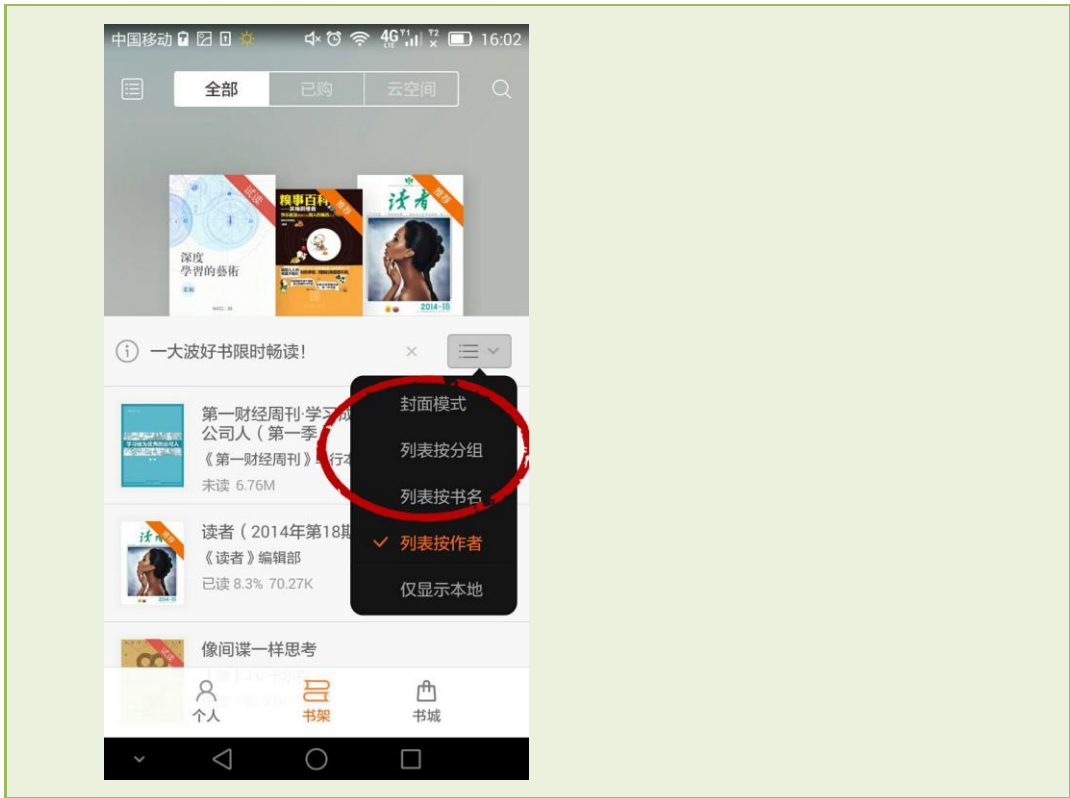 中国移动
4G
LTE
16:02
全部
已购
云空间
试读
深度
學習的藝術
糗事百科
推荐
读者
推荐
2014-18
一大波好书限时畅读!
封面模式
列表按分组
列表按书名
列表按作者
仅显示本地
第一财经周刊·学习成
公司人(第一季
《第一财经周刊》单行本
未读 6.76M
读者(2014年第18期
《读者》编辑部
已读 8.3% 70.27K
像间谍一样思考
个人
书架
书城